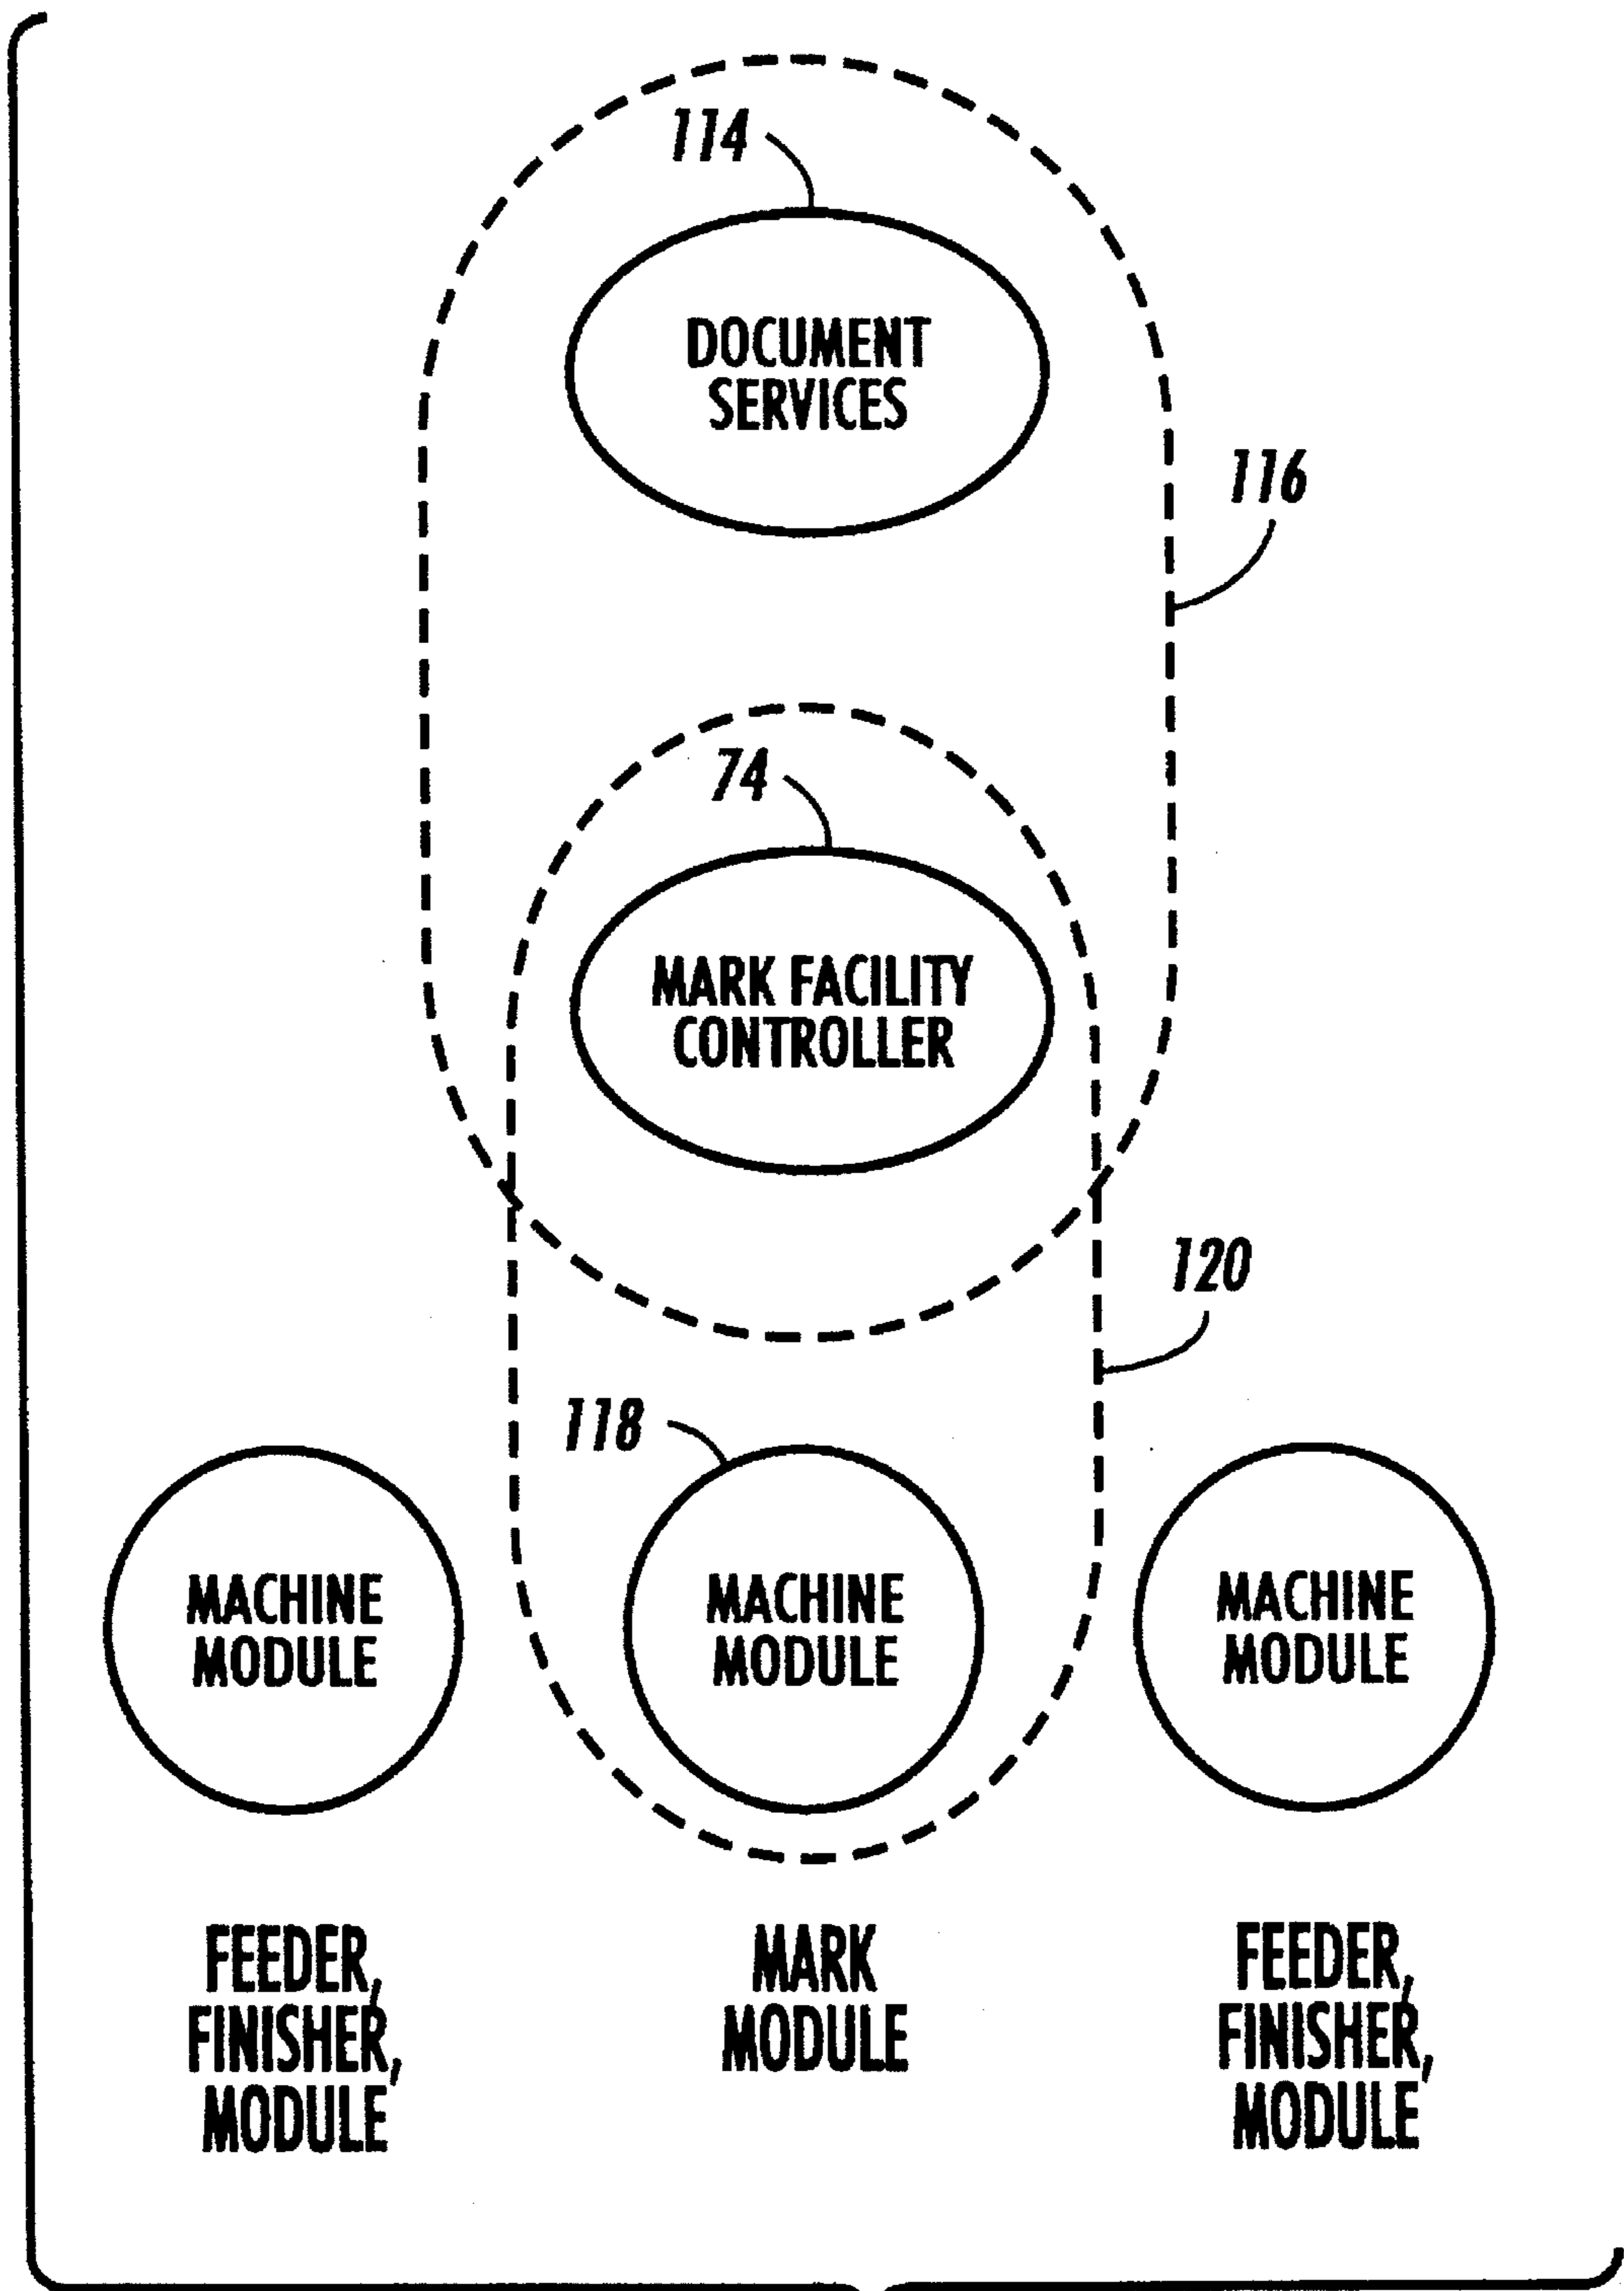 114
DOCUMENT
SERVICES
116
74
MARK FACILITY
CONTROLLER
120
118
MACHINE
MODULE
MACHINE
MODULE
MACHINE
MODULE
FEEDER,
FINISHER,
MODULE
MARK
MODULE
FEEDER,
FINISHER,
MODULE